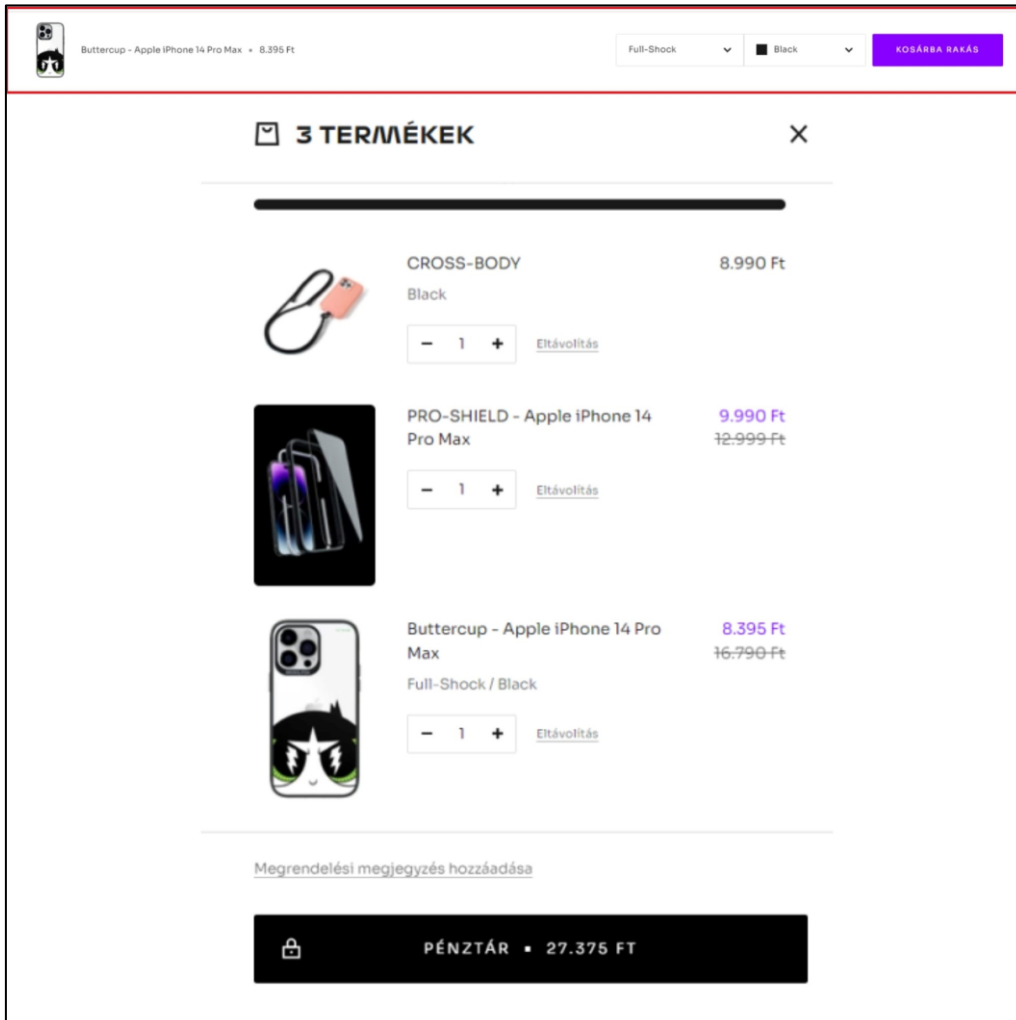 Buttercup - Apple iPhone 14 Pro Max • 8.395 Ft
Full-Shock
Black
KOSÁRBA RAKÁS
3 TERMÉKEK
CROSS-BODY 8.990 Ft
Black
− 1 + Eltávolítás
PRO-SHIELD - Apple iPhone 14 9.990 Ft
Pro Max 12.999 Ft
− 1 + Eltávolítás
Buttercup - Apple iPhone 14 Pro 8.395 Ft
Max 16.790 Ft
Full-Shock / Black
− 1 + Eltávolítás
Megrendelési megjegyzés hozzáadása
PÉNZTÁR ▪ 27.375 FT